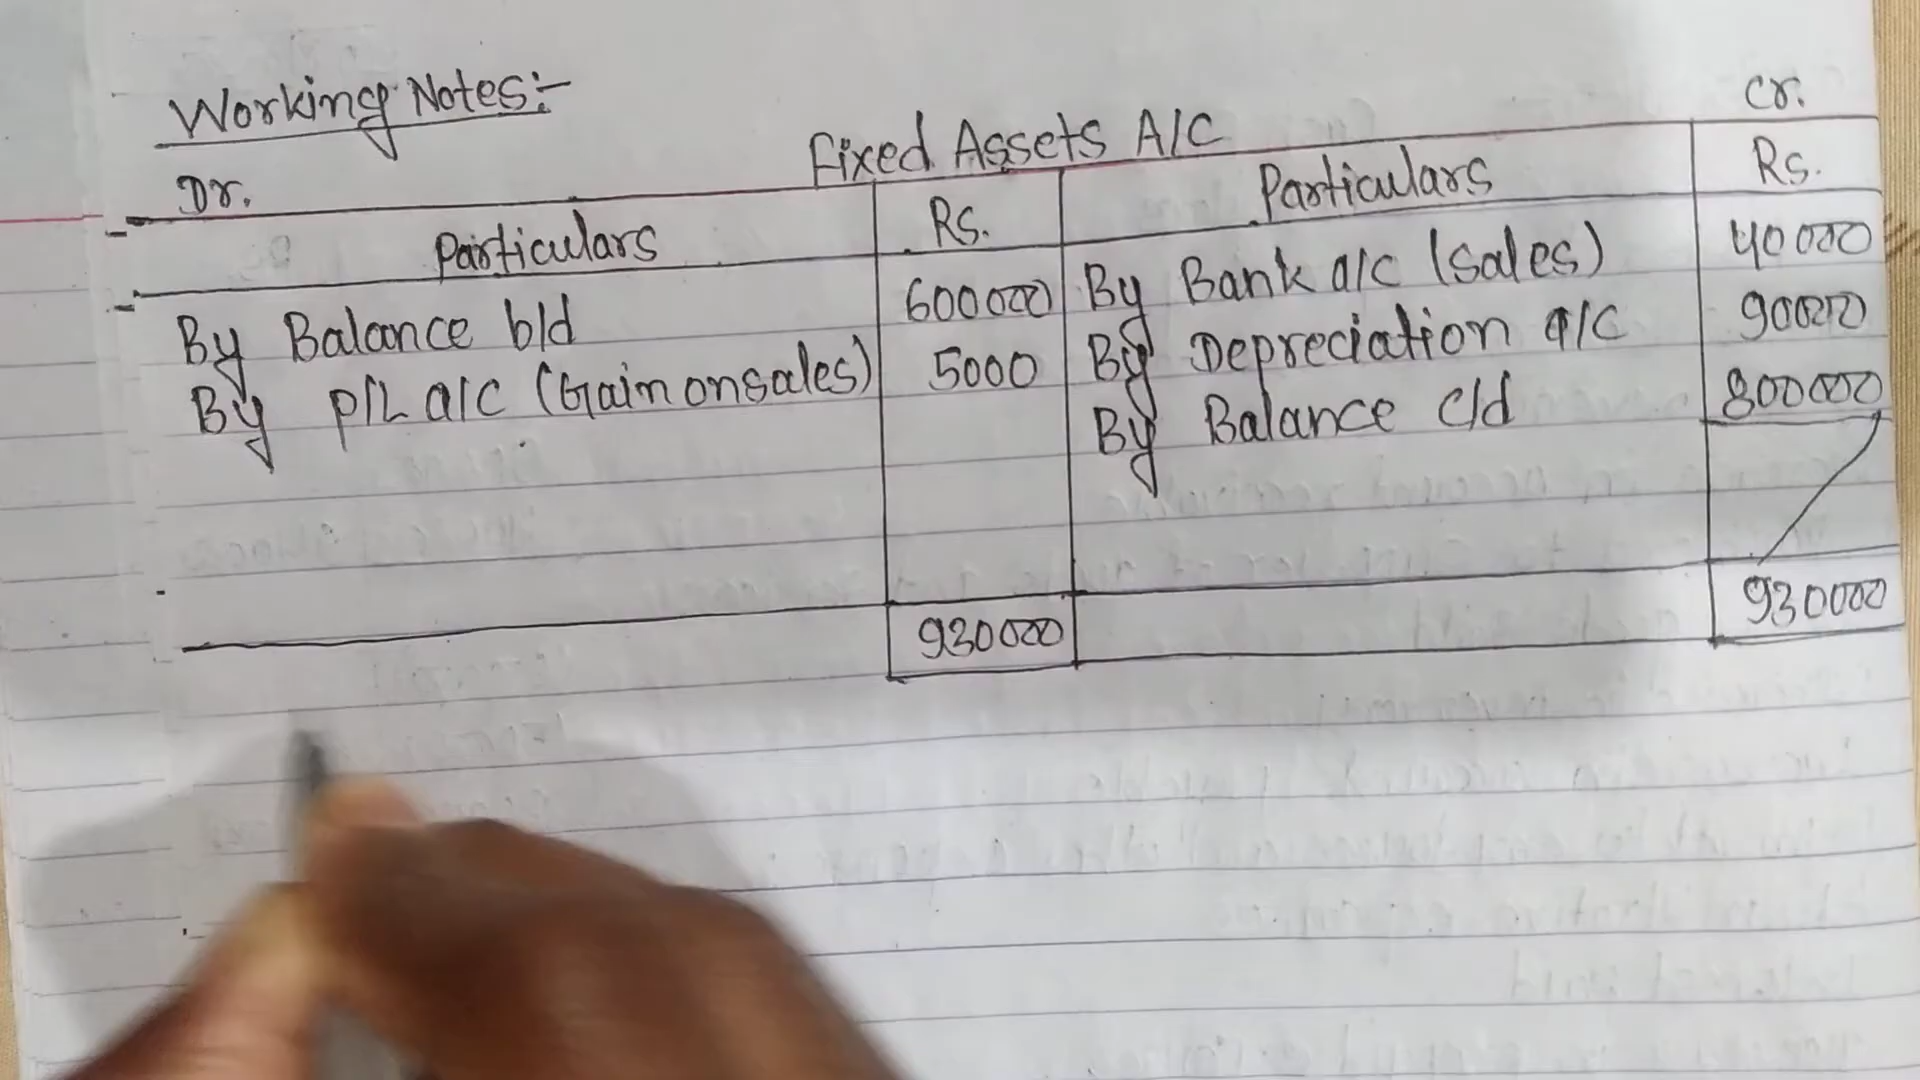 Working Notes:-
Dr. Fixed Assets A/C Cr.
Particulars Rs. Particulars Rs.
By Balance b/d 600000 By Bank a/c (sales) 40000
By P/L a/c (Gain on sales) 5000 By Depreciation a/c 90000
By Balance c/d 800000
930000 930000